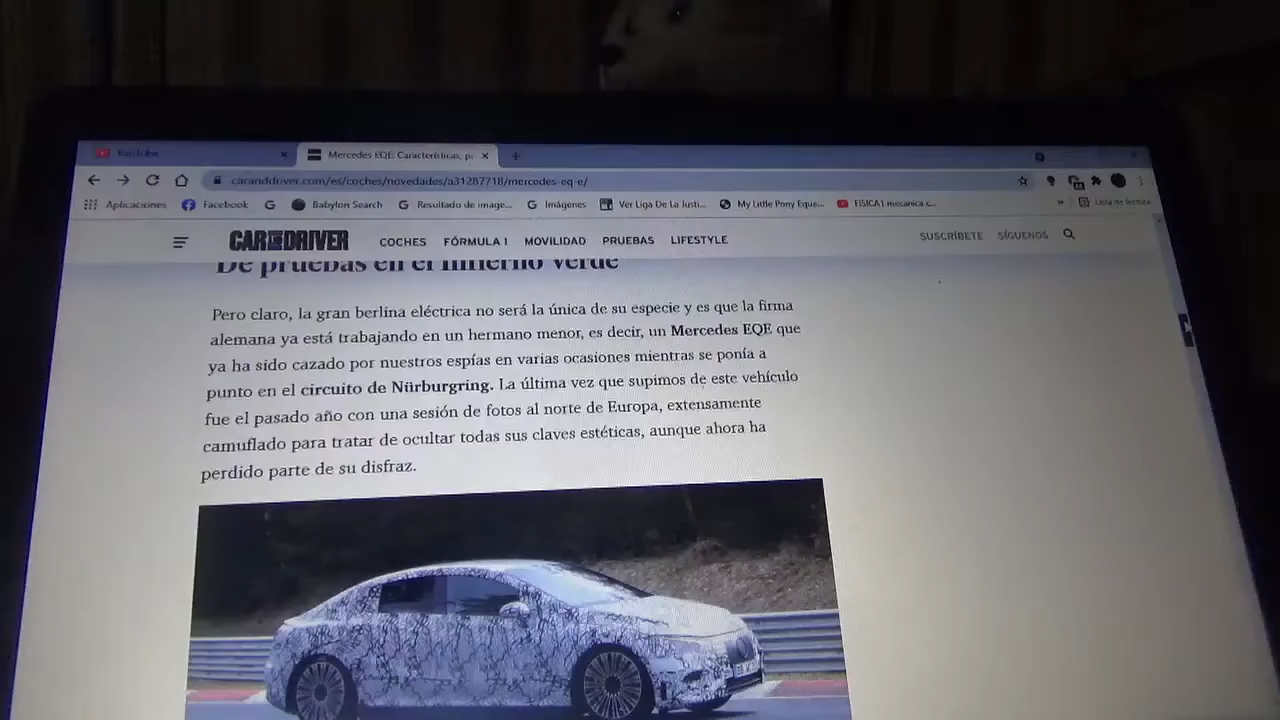 YouTube
Mercedes EQE: Características, pr
caranddriver.com/es/coches/novedades/a31287718/mercedes-eq-e/
Aplicaciones Facebook Babylon Search Resultado de image... Imágenes Ver Liga De La Justi... My Little Pony Eque... FISICA I mecanica c... » Lista de lectura
CAR AND DRIVER COCHES FÓRMULA 1 MOVILIDAD PRUEBAS LIFESTYLE SUSCRÍBETE SÍGUENOS
De pruebas en el infierno verde
Pero claro, la gran berlina eléctrica no será la única de su especie y es que la firma
alemana ya está trabajando en un hermano menor, es decir, un Mercedes EQE que
ya ha sido cazado por nuestros espías en varias ocasiones mientras se ponía a
punto en el circuito de Nürburgring. La última vez que supimos de este vehículo
fue el pasado año con una sesión de fotos al norte de Europa, extensamente
camuflado para tratar de ocultar todas sus claves estéticas, aunque ahora ha
perdido parte de su disfraz.